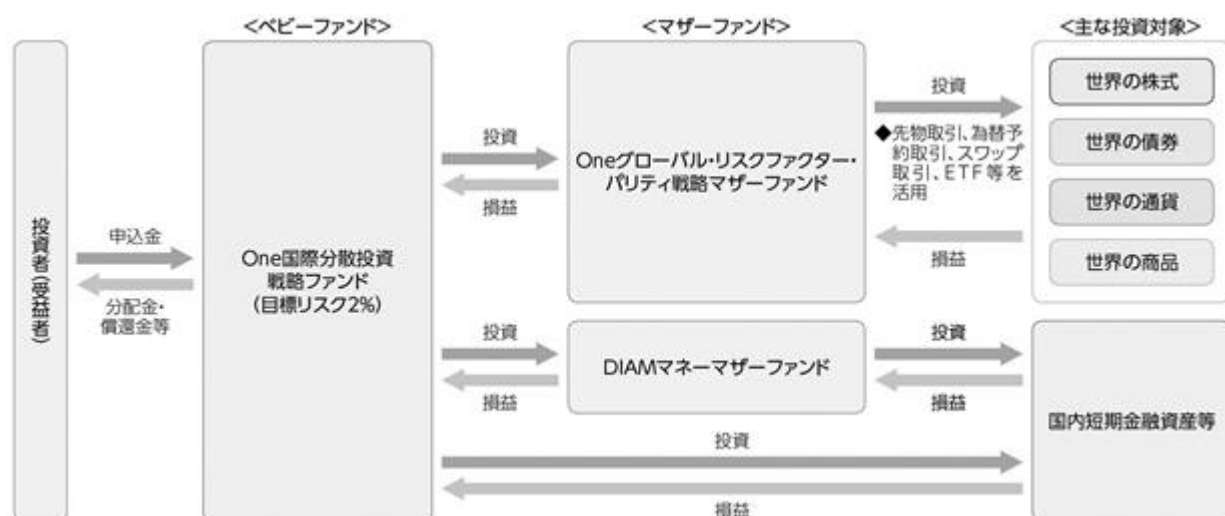 <ベビーファンド>
<マザーファンド>
<主な投資対象>
投資者(受益者)
申込金
分配金・
償還金等
One国際分散投資
戦略ファンド
(目標リスク2%)
投資
損益
Oneグローバル・リスクファクター・
パリティ戦略マザーファンド
投資
◆先物取引、為替予
約取引、スワップ
取引、ETF等を
活用
損益
世界の株式
世界の債券
世界の通貨
世界の商品
投資
損益
DIAMマネーマザーファンド
投資
損益
国内短期金融資産等
投資
損益